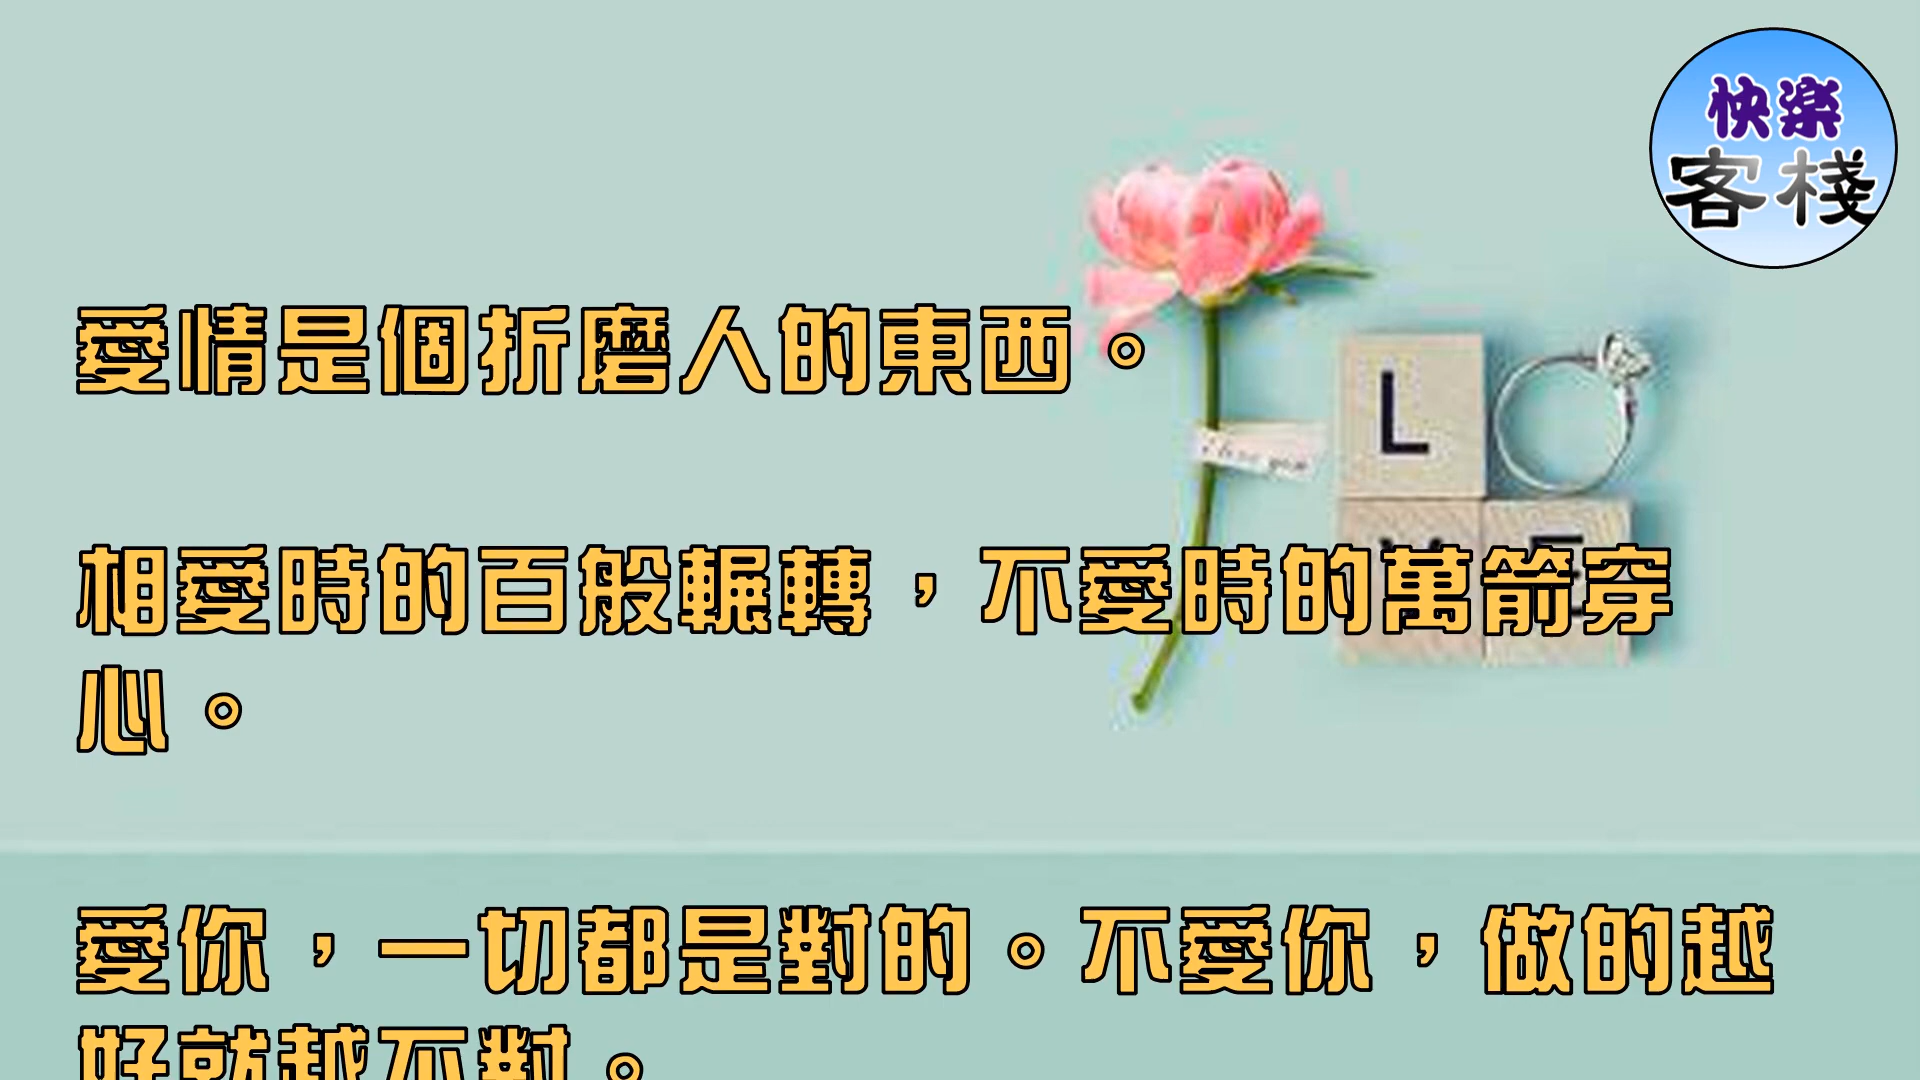 快楽
客棧
愛情是個折磨人的東西。
L
相愛時的百般輾轉，不愛時的萬箭穿
心。
愛你，一切都是對的。不愛你，做的越
好就越不對。